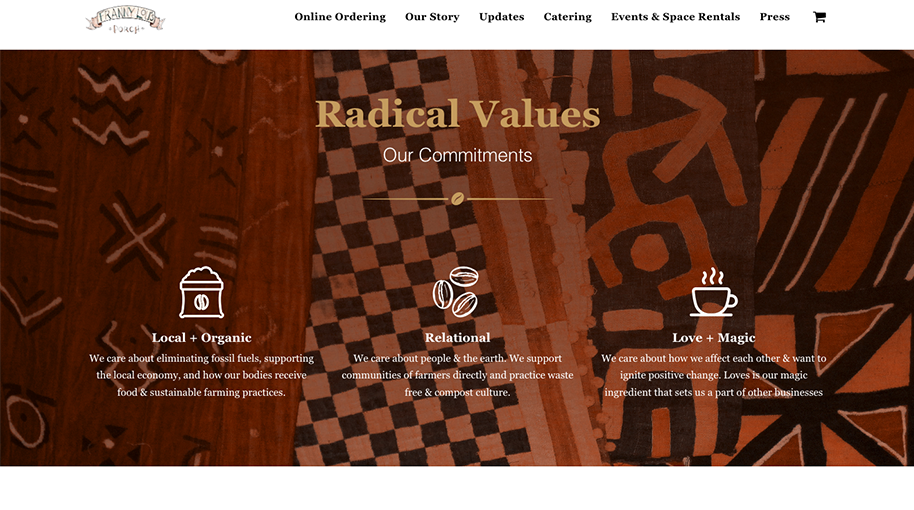 FRANNY LOU'S
PORCH
Online Ordering Our Story Updates Catering Events & Space Rentals Press
Radical Values
Our Commitments
Local + Organic
We care about eliminating fossil fuels, supporting
the local economy, and how our bodies receive
food & sustainable farming practices.
Relational
We care about people & the earth. We support
communities of farmers directly and practice waste
free & compost culture.
Love + Magic
We care about how we affect each other & want to
ignite positive change. Loves is our magic
ingredient that sets us a part of other businesses